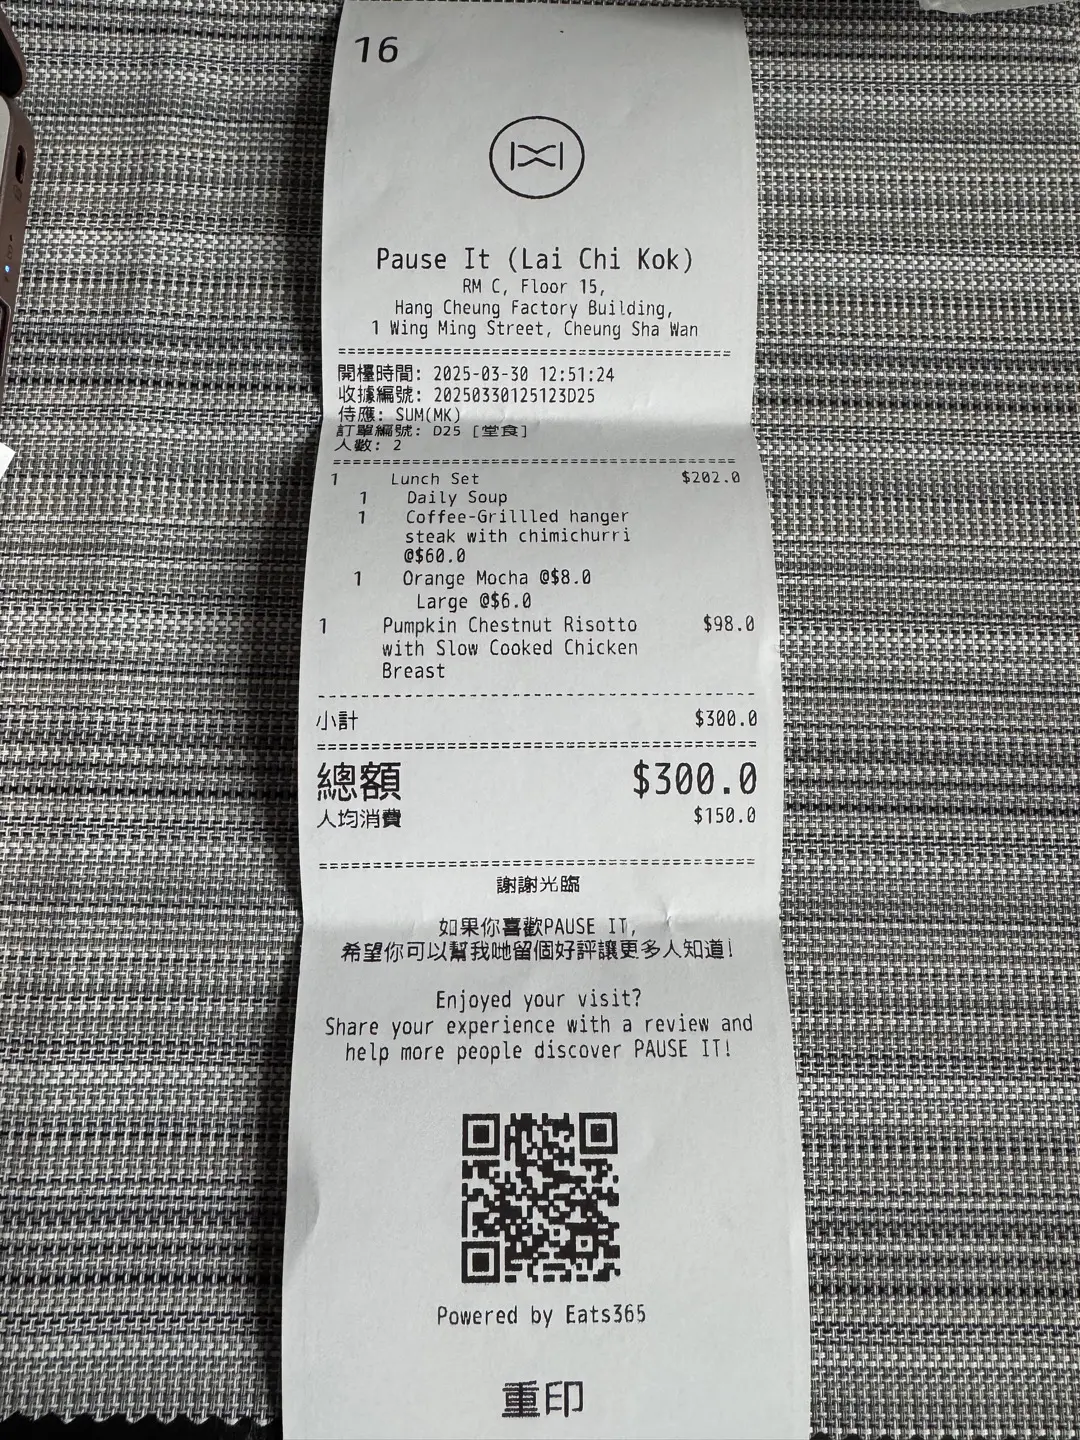 16
Pause It (Lai Chi Kok)
RM C, Floor 15,
Hang Cheung Factory Building,
1 Wing Ming Street, Cheung Sha Wan
開檯時間: 2025-03-30 12:51:24
收據編號: 20250330125123D25
侍應: SUM(MK)
訂單編號: D25 [堂食]
人數: 2
1 Lunch Set $202.0
1 Daily Soup
1 Coffee-Grillled hanger
steak with chimichurri
@$60.0
1 Orange Mocha @$8.0
Large @$6.0
1 Pumpkin Chestnut Risotto $98.0
with Slow Cooked Chicken
Breast
小計 $300.0
總額 $300.0
人均消費 $150.0
謝謝光臨
如果你喜歡PAUSE IT,
希望你可以幫我哋留個好評讓更多人知道!
Enjoyed your visit?
Share your experience with a review and
help more people discover PAUSE IT!
Powered by Eats365
重印